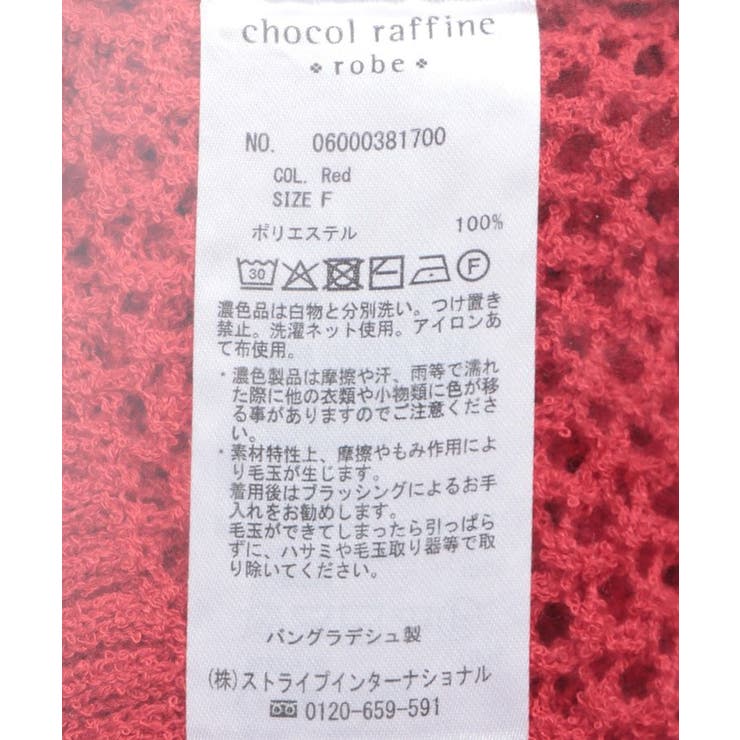 chocol raffine
robe
NO. 06000381700
COL. Red
SIZE F
ポリエステル 100%
30 F
濃色品は白物と分別洗い。つけ置き
禁止。洗濯ネット使用。アイロンあ
て布使用。
・濃色製品は摩擦や汗、雨等で濡れ
た際に他の衣類や小物類に色が移
る事がありますのでご注意くださ
い。
・素材特性上、摩擦やもみ作用によ
り毛玉が生じます。
着用後はブラッシングによるお手
入れをお勧めします。
毛玉ができてしまったら引っぱら
ずに、ハサミや毛玉取り器等で取
り除いてください。
バングラデシュ製
(株)ストライプインターナショナル
0120-659-591